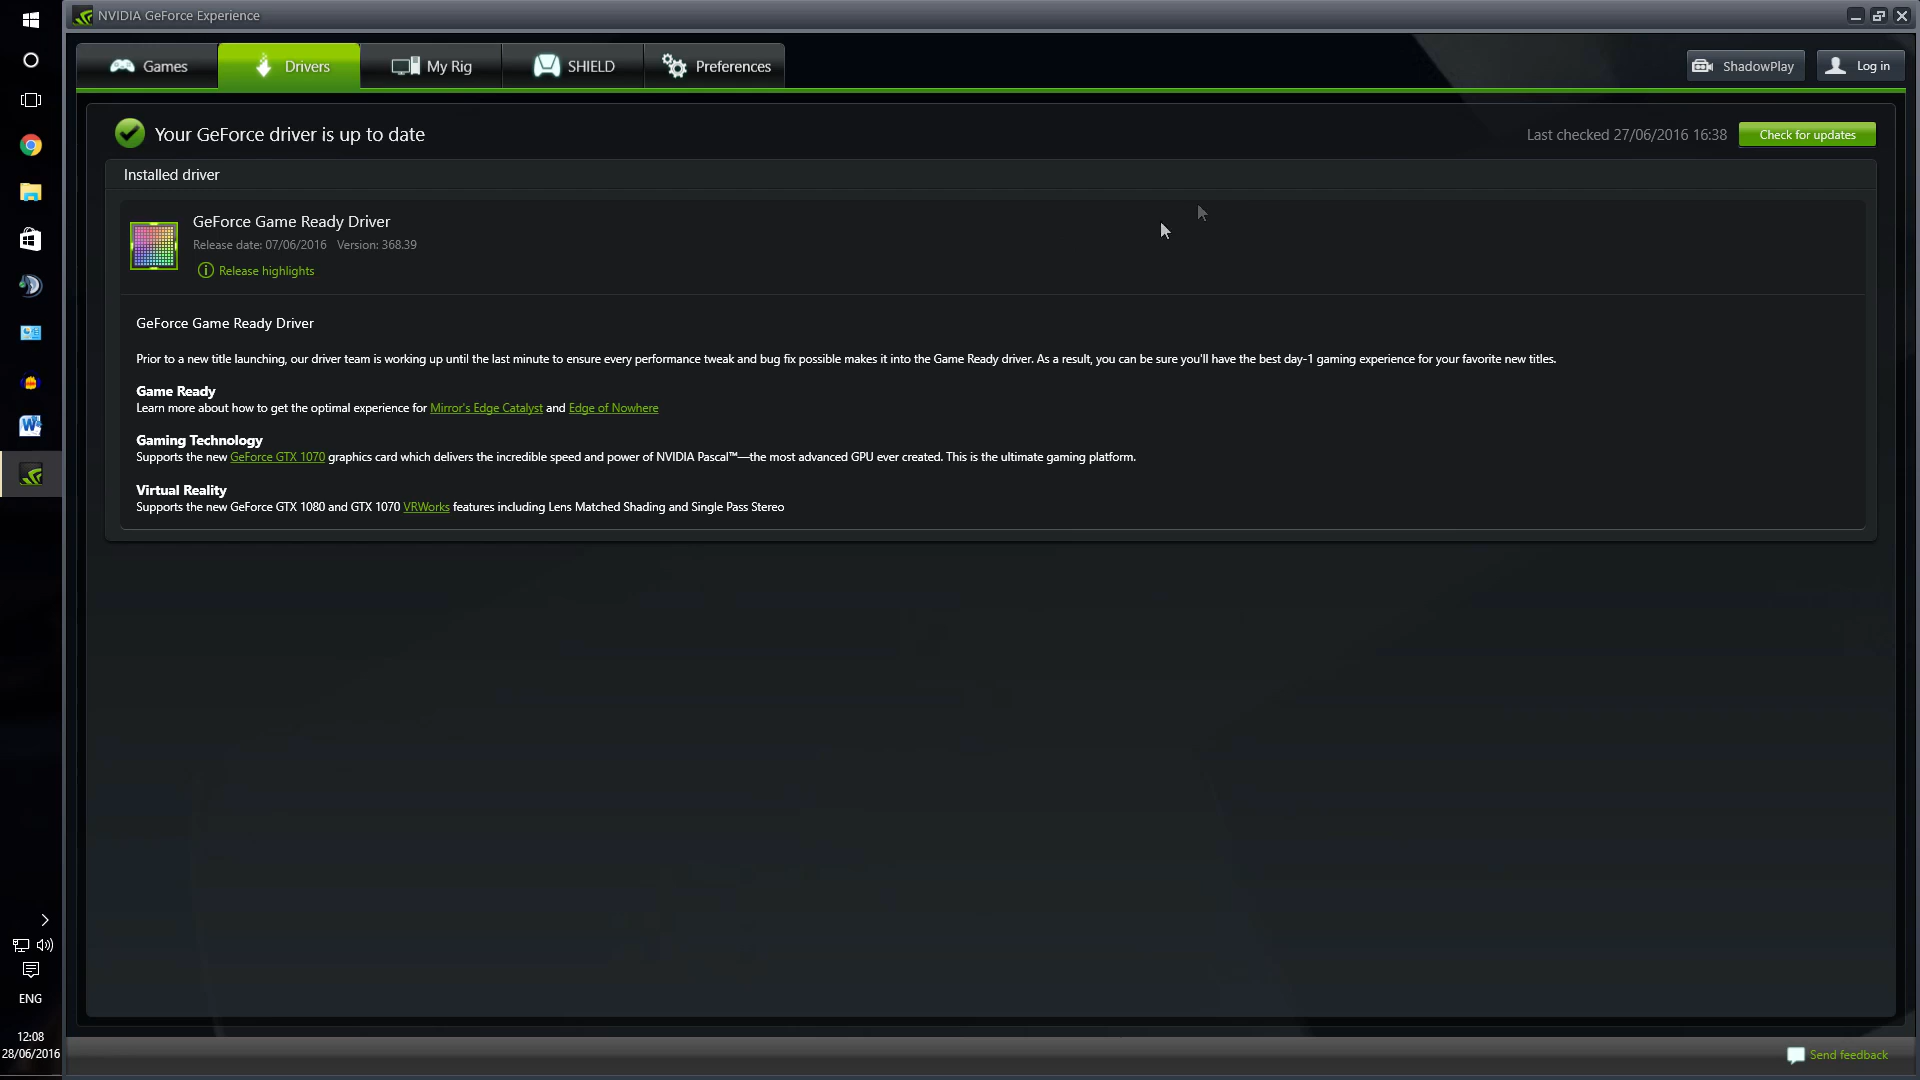 NVIDIA GeForce Experience
Games
Drivers
My Rig
SHIELD
Preferences
ShadowPlay
Log in
Your GeForce driver is up to date
Last checked 27/06/2016 16:38
Check for updates
Installed driver
GeForce Game Ready Driver
Release date: 07/06/2016 Version: 368.39
Release highlights
GeForce Game Ready Driver
Prior to a new title launching, our driver team is working up until the last minute to ensure every performance tweak and bug fix possible makes it into the Game Ready driver. As a result, you can be sure you'll have the best day-1 gaming experience for your favorite new titles.
Game Ready
Learn more about how to get the optimal experience for Mirror's Edge Catalyst and Edge of Nowhere
Gaming Technology
Supports the new GeForce GTX 1070 graphics card which delivers the incredible speed and power of NVIDIA Pascal™—the most advanced GPU ever created. This is the ultimate gaming platform.
Virtual Reality
Supports the new GeForce GTX 1080 and GTX 1070 VRWorks features including Lens Matched Shading and Single Pass Stereo
ENG
12:08
28/06/2016
Send feedback